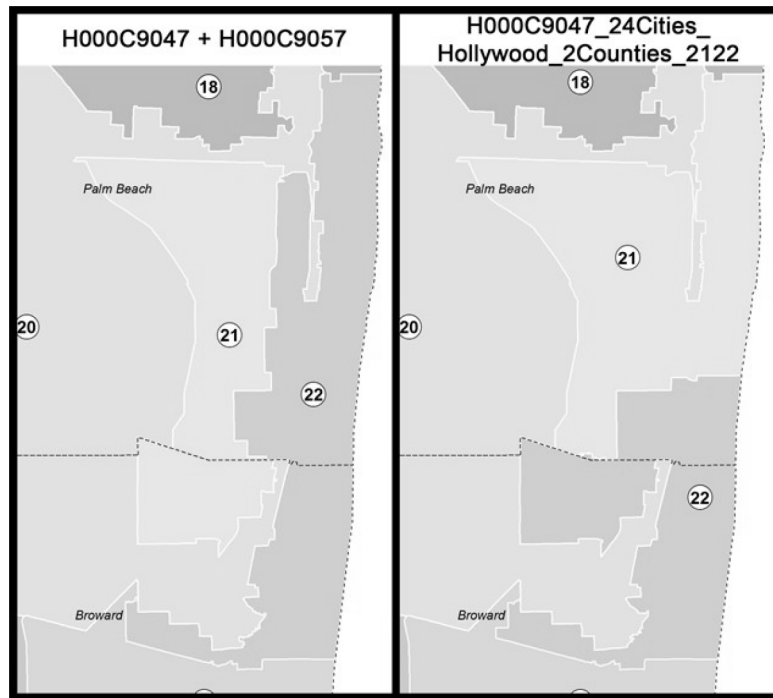 H000C9047 + H000C9057
H000C9047_24Cities_
Hollywood_2Counties_2122
18
Palm Beach
20
21
22
Broward
18
Palm Beach
21
20
22
Broward